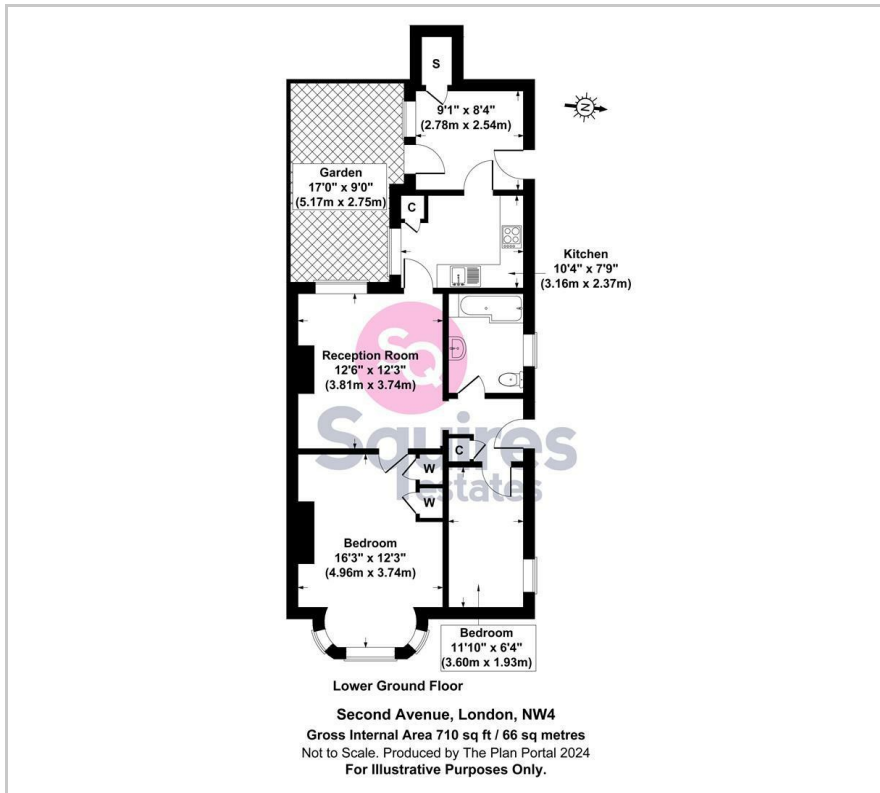 S
9'1" x 8'4"
(2.78m x 2.54m)
N
Garden
17'0" x 9'0"
(5.17m x 2.75m)
C
Kitchen
10'4" x 7'9"
(3.16m x 2.37m)
SQ
Reception Room
12'6" x 12'3"
(3.81m x 3.74m)
Squires
estates
C
W
W
Bedroom
16'3" x 12'3"
(4.96m x 3.74m)
Bedroom
11'10" x 6'4"
(3.60m x 1.93m)
Lower Ground Floor
Second Avenue, London, NW4
Gross Internal Area 710 sq ft / 66 sq metres
Not to Scale. Produced by The Plan Portal 2024
For Illustrative Purposes Only.